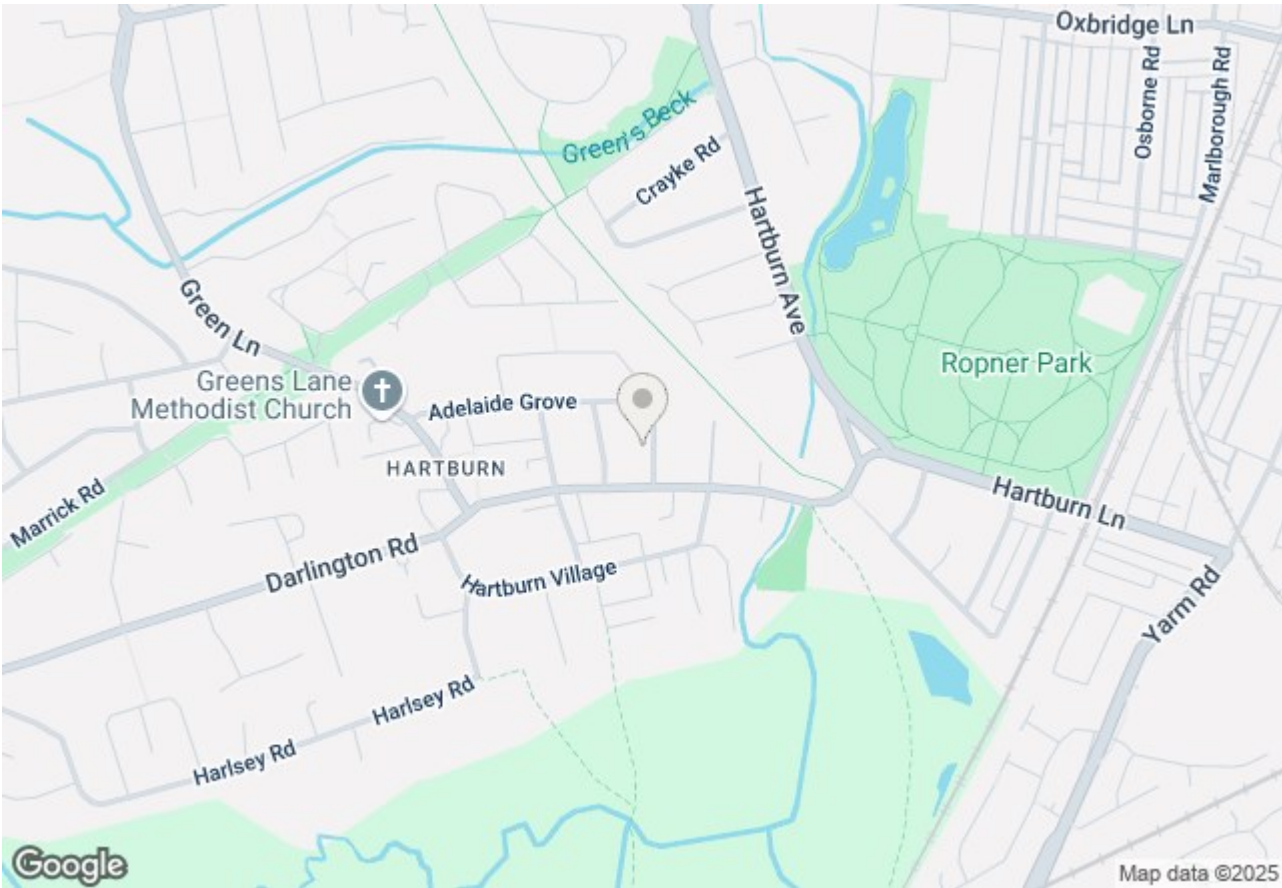 Oxbridge Ln
Osborne Rd
Marlborough Rd
Green's Beck
Crayke Rd
Hartburn Ave
Green Ln
Ropner Park
Greens Lane
Methodist Church
Adelaide Grove
HARTBURN
Marrick Rd
Hartburn Ln
Darlington Rd
Hartburn Village
Yarm Rd
Harlsey Rd
Harlsey Rd
Google
Map data ©2025